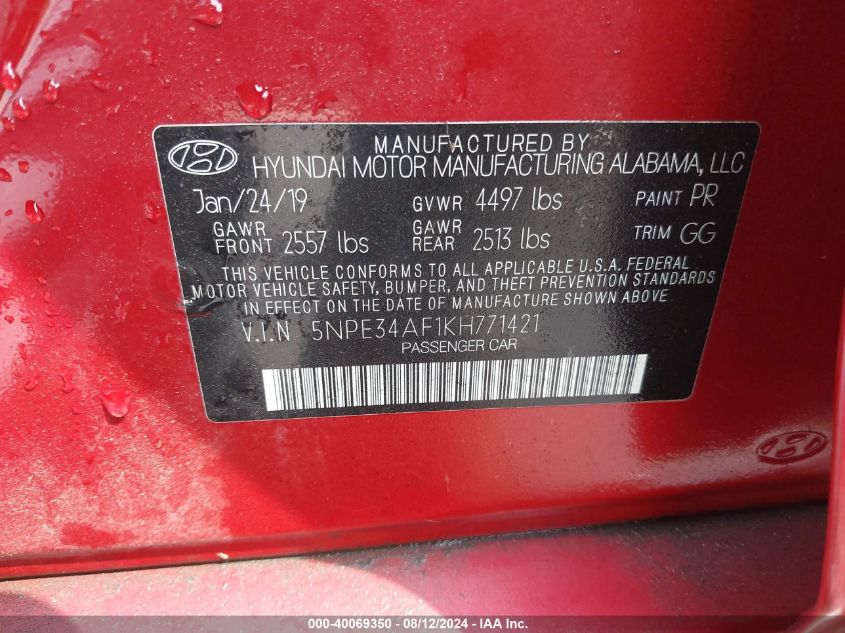 MANUFACTURED BY
HYUNDAI MOTOR MANUFACTURING ALABAMA, LLC
Jan/24/19 GVWR 4497 lbs PAINT PR
GAWR FRONT 2557 lbs GAWR REAR 2513 lbs TRIM GG
THIS VEHICLE CONFORMS TO ALL APPLICABLE U.S.A. FEDERAL
MOTOR VEHICLE SAFETY, BUMPER, AND THEFT PREVENTION STANDARDS
IN EFFECT ON THE DATE OF MANUFACTURE SHOWN ABOVE.
V.I.N 5NPE34AF1KH771421
PASSENGER CAR
000-40069350 - 08/12/2024 - IAA Inc.